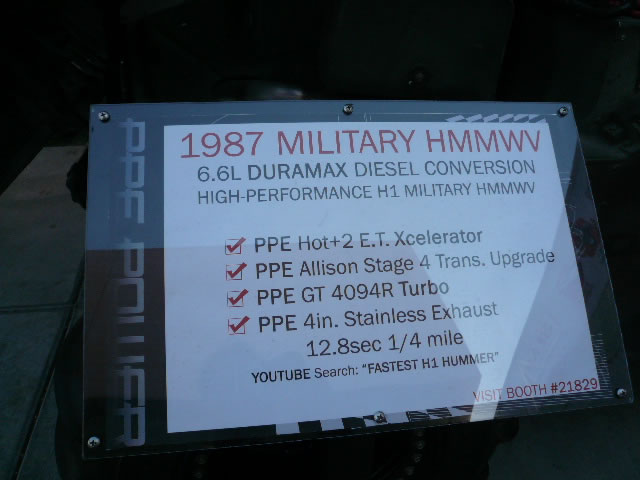 PPE POWER
1987 MILITARY HMMWV
6.6L DURAMAX DIESEL CONVERSION
HIGH-PERFORMANCE H1 MILITARY HMMWV
PPE Hot+2 E.T. Xcelerator
PPE Allison Stage 4 Trans. Upgrade
PPE GT 4094R Turbo
PPE 4in. Stainless Exhaust
12.8sec 1/4 mile
YOUTUBE Search: "FASTEST H1 HUMMER"
VISIT BOOTH #21829